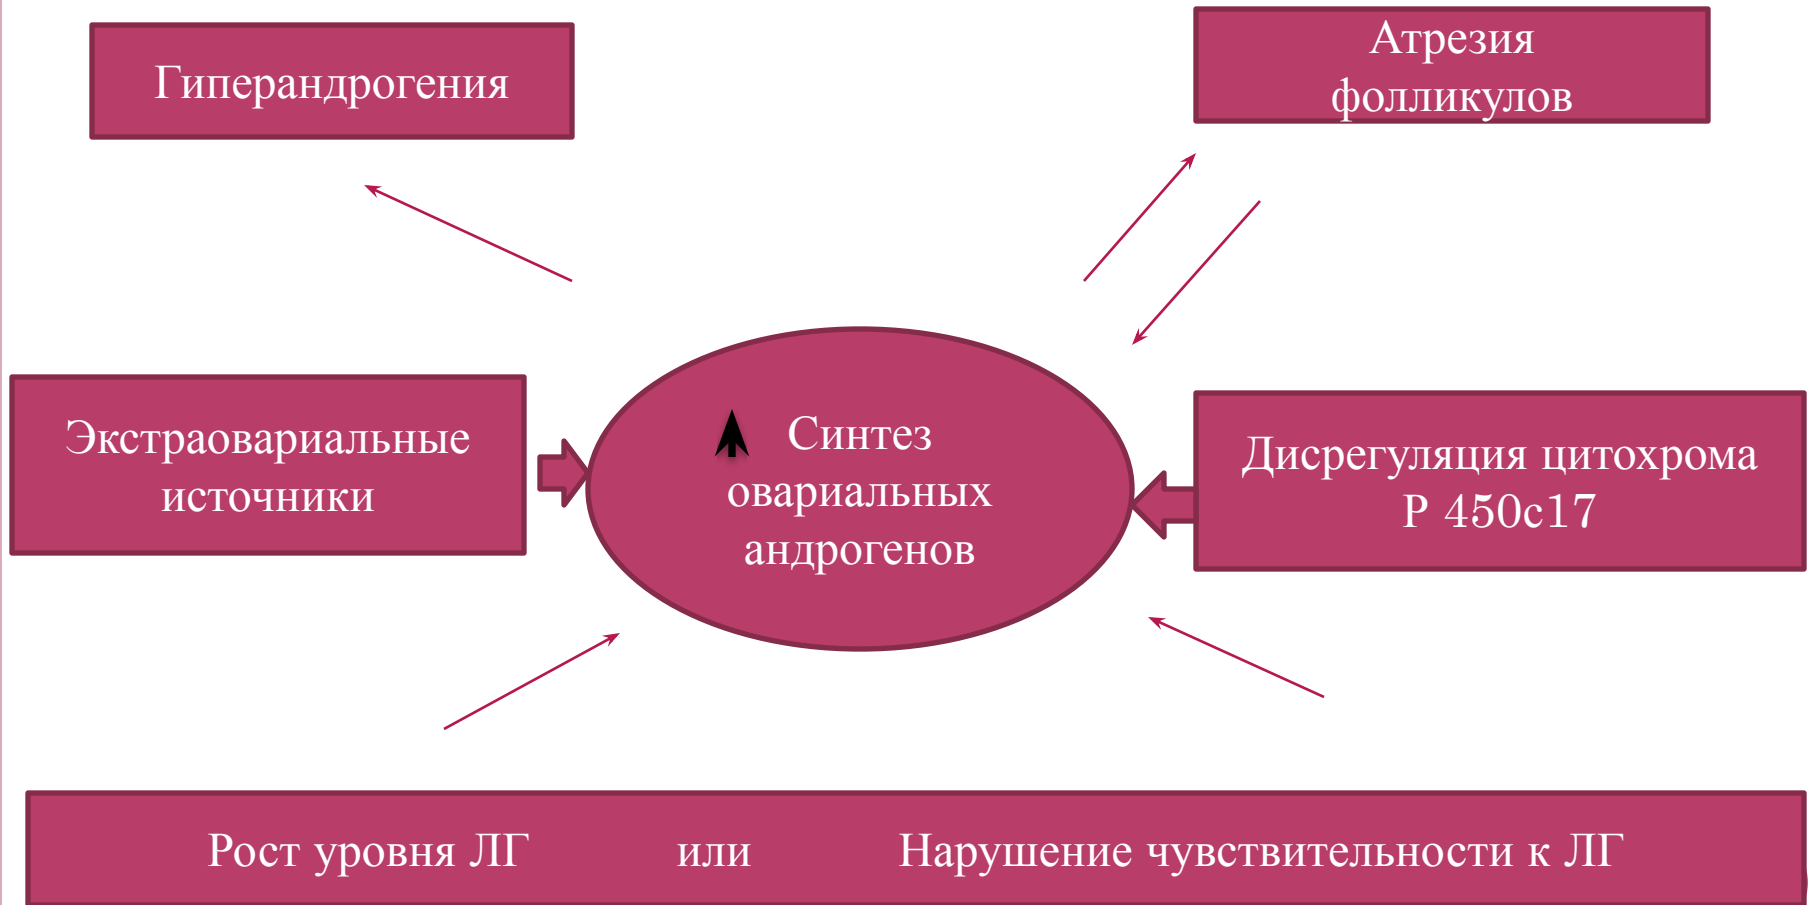 Гиперандрогения
Атрезия
фолликулов
Экстраовариальные
источники
Синтез
овариальных
андрогенов
Дисрегуляция цитохрома
Р 450с17
Рост уровня ЛГ или Нарушение чувствительности к ЛГ